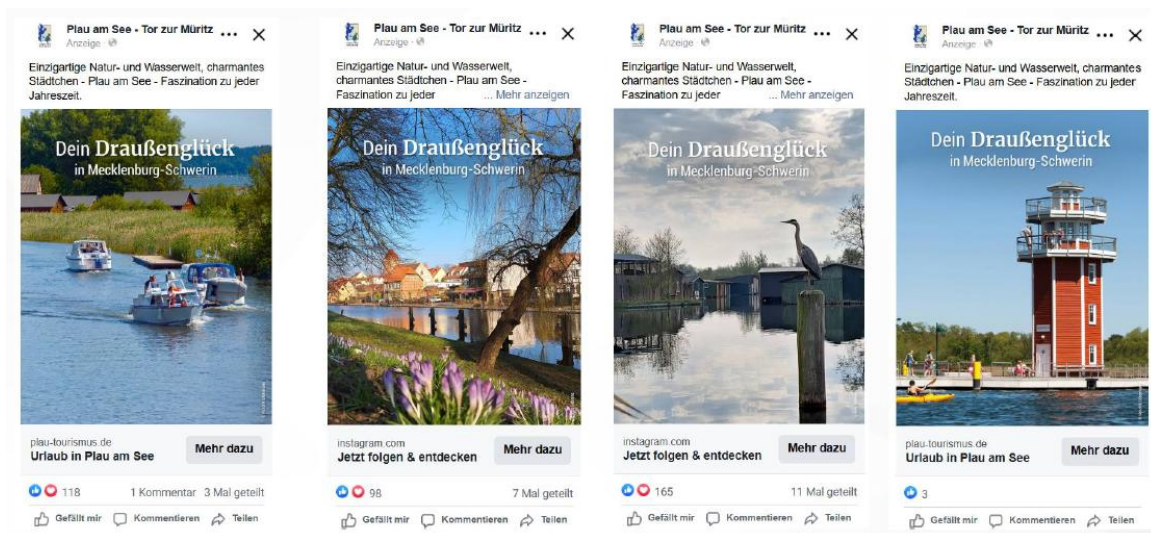 Plau am See - Tor zur Müritz
Anzeige
Einzigartige Natur- und Wasserwelt, charmantes
Städtchen - Plau am See - Faszination zu jeder
Jahreszeit.
Dein Draußenglück
in Mecklenburg-Schwerin
plau-tourismus.de
Urlaub in Plau am See
Mehr dazu
118
1 Kommentar 3 Mal geteilt
Gefällt mir
Kommentieren
Teilen
Plau am See - Tor zur Müritz
Anzeige
Einzigartige Natur- und Wasserwelt,
charmantes Städtchen - Plau am See -
Faszination zu jeder ... Mehr anzeigen
Dein Draußenglück
in Mecklenburg-Schwerin
instagram.com
Jetzt folgen & entdecken
Mehr dazu
98
7 Mal geteilt
Gefällt mir
Kommentieren
Teilen
Plau am See - Tor zur Müritz
Anzeige
Einzigartige Natur- und Wasserwelt,
charmantes Städtchen - Plau am See -
Faszination zu jeder ... Mehr anzeigen
Dein Draußenglück
in Mecklenburg-Schwerin
instagram.com
Jetzt folgen & entdecken
Mehr dazu
165
11 Mal geteilt
Gefällt mir
Kommentieren
Teilen
Plau am See - Tor zur Müritz
Anzeige
Einzigartige Natur- und Wasserwelt, charmantes
Städtchen - Plau am See - Faszination zu jeder
Jahreszeit.
Dein Draußenglück
in Mecklenburg-Schwerin
plau-tourismus.de
Urlaub in Plau am See
Mehr dazu
3
Gefällt mir
Kommentieren
Teilen